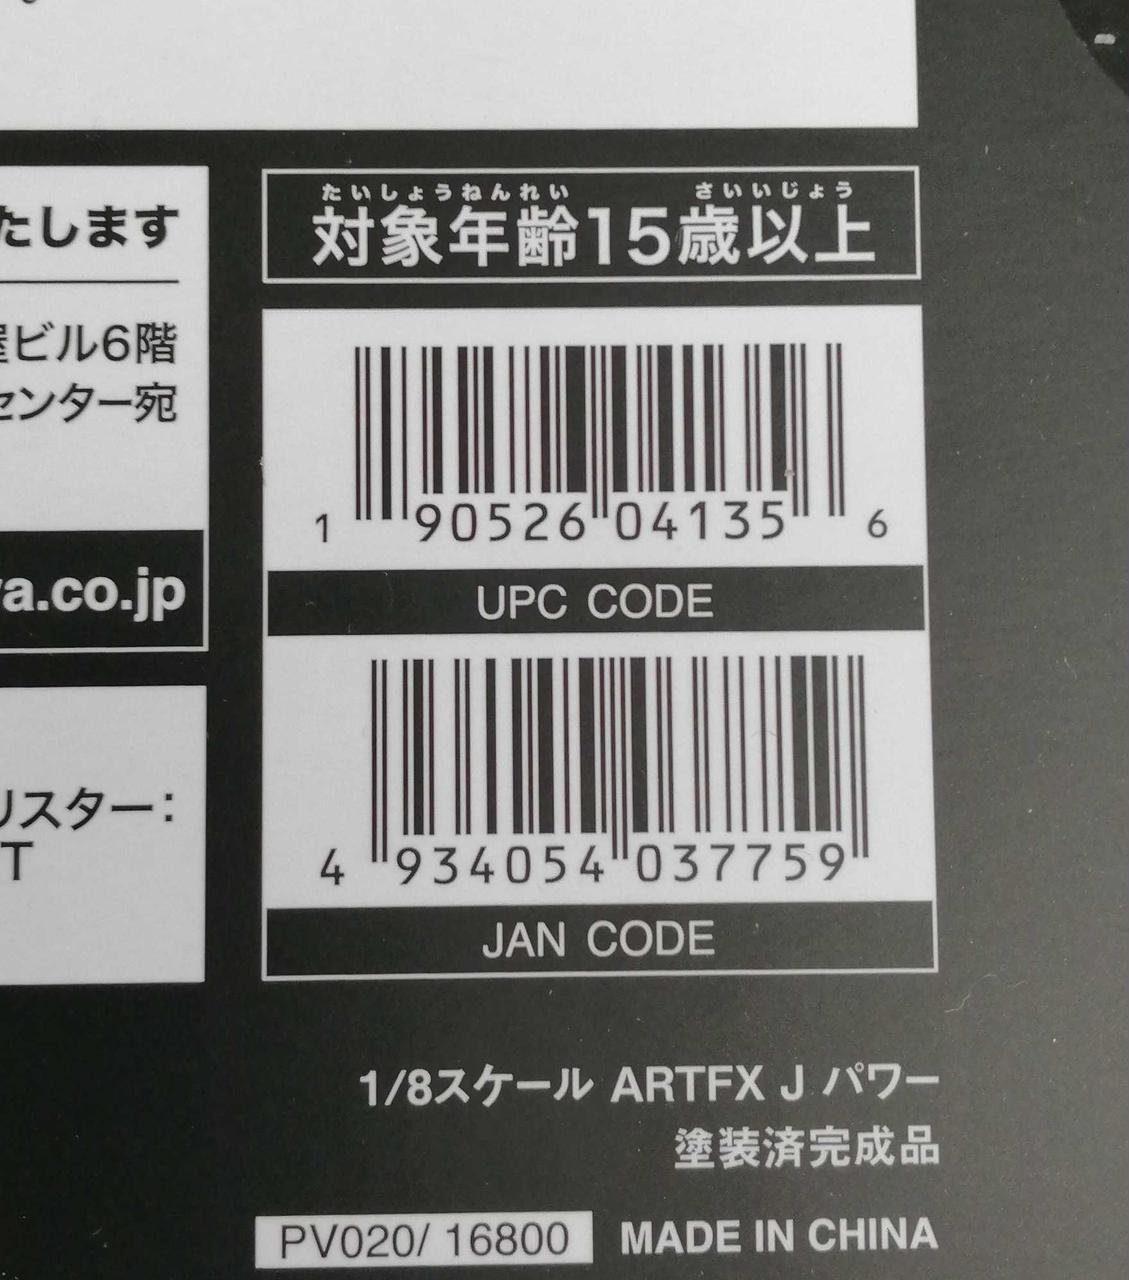 たします
ビル6階
センター宛
a.co.jp
リスター：
T
たいしょうねんれい さいいじょう
対象年齢15歳以上
1 90526 04135 6
UPC CODE
4 934054 037759
JAN CODE
1/8スケール ARTFX J パワー
塗装済完成品
PV020/ 16800 MADE IN CHINA